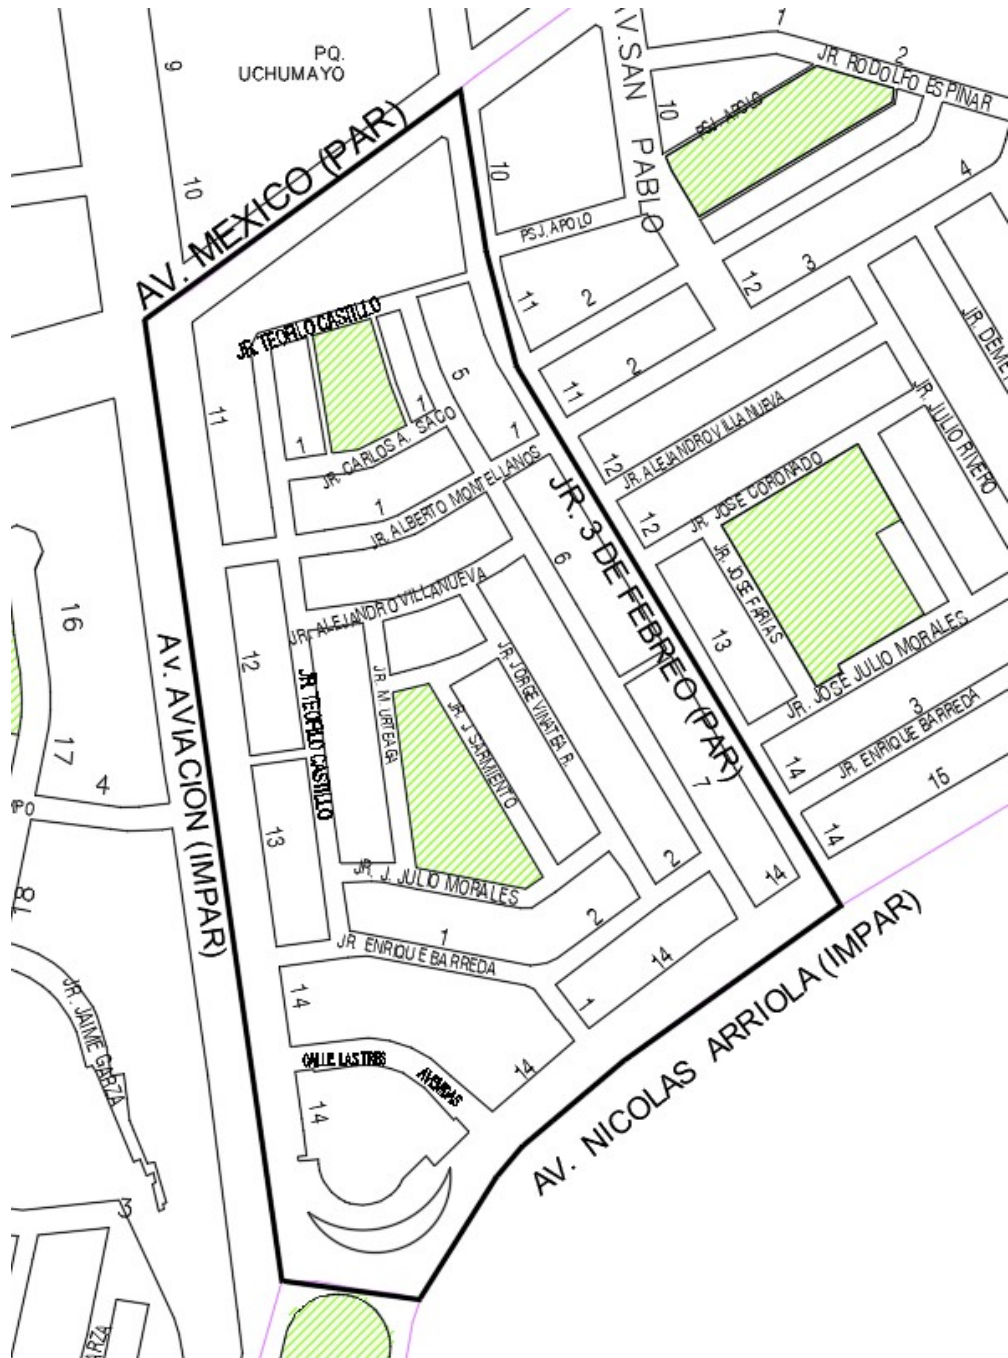 PQ.
UCHUMAYO
9
10
AV. MEXICO (PAR)
AV. SAN PABLO
10
10
1
2
JR. RODOLFO ESPINAR
PSJ. APOLO
4
3
12
PSJ. APOLO
11
2
11
2
JR. TEOFILO CASTILLO
11
1
1
5
1
JR. CARLOS A. SACO
1
JR. ALBERTO MONTELLANOS
JR. ALEJANDRO VILLANUEVA
JR. 3 DE FEBREO (PAR)
6
12
JR. ALEJANDRO VILLANUEVA
12
JR. JOSE CORONADO
JR. JULIO RIVERO
JR. JOSE FARIAS
13
JR. JOSE JULIO MORALES
3
14
JR. ENRIQUE BARREDA
15
14
16
17
4
18
AV. AVIACION (IMPAR)
12
13
JR. TEOFILO CASTILLO
JR. M. URTEAGA
JR. J. SARMIENTO
JR. JORGE VINATEA R.
7
14
2
JR. J. JULIO MORALES
1
2
JR. ENRIQUE BARREDA
14
1
14
14
CALLE LAS TRES
AVENIDAS
14
AV. NICOLAS ARRIOLA (IMPAR)
JR. JAIME GARZA
3